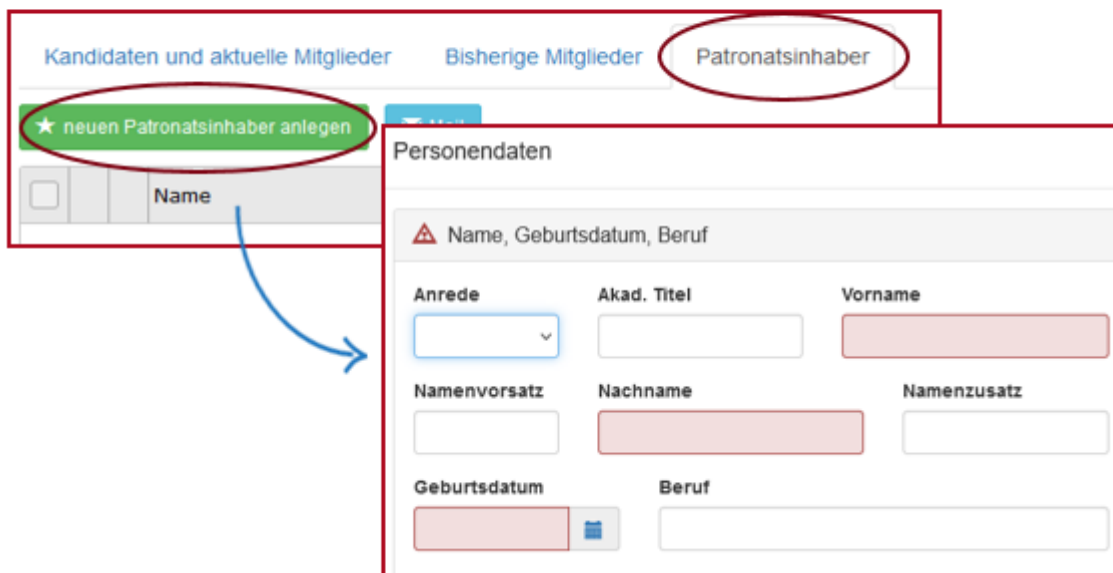 Kandidaten und aktuelle Mitglieder Bisherige Mitglieder Patronatsinhaber
neuen Patronatsinhaber anlegen
Name
Personendaten
Name, Geburtsdatum, Beruf
Anrede Akad. Titel Vorname
Namenvorsatz Nachname Namenzusatz
Geburtsdatum Beruf